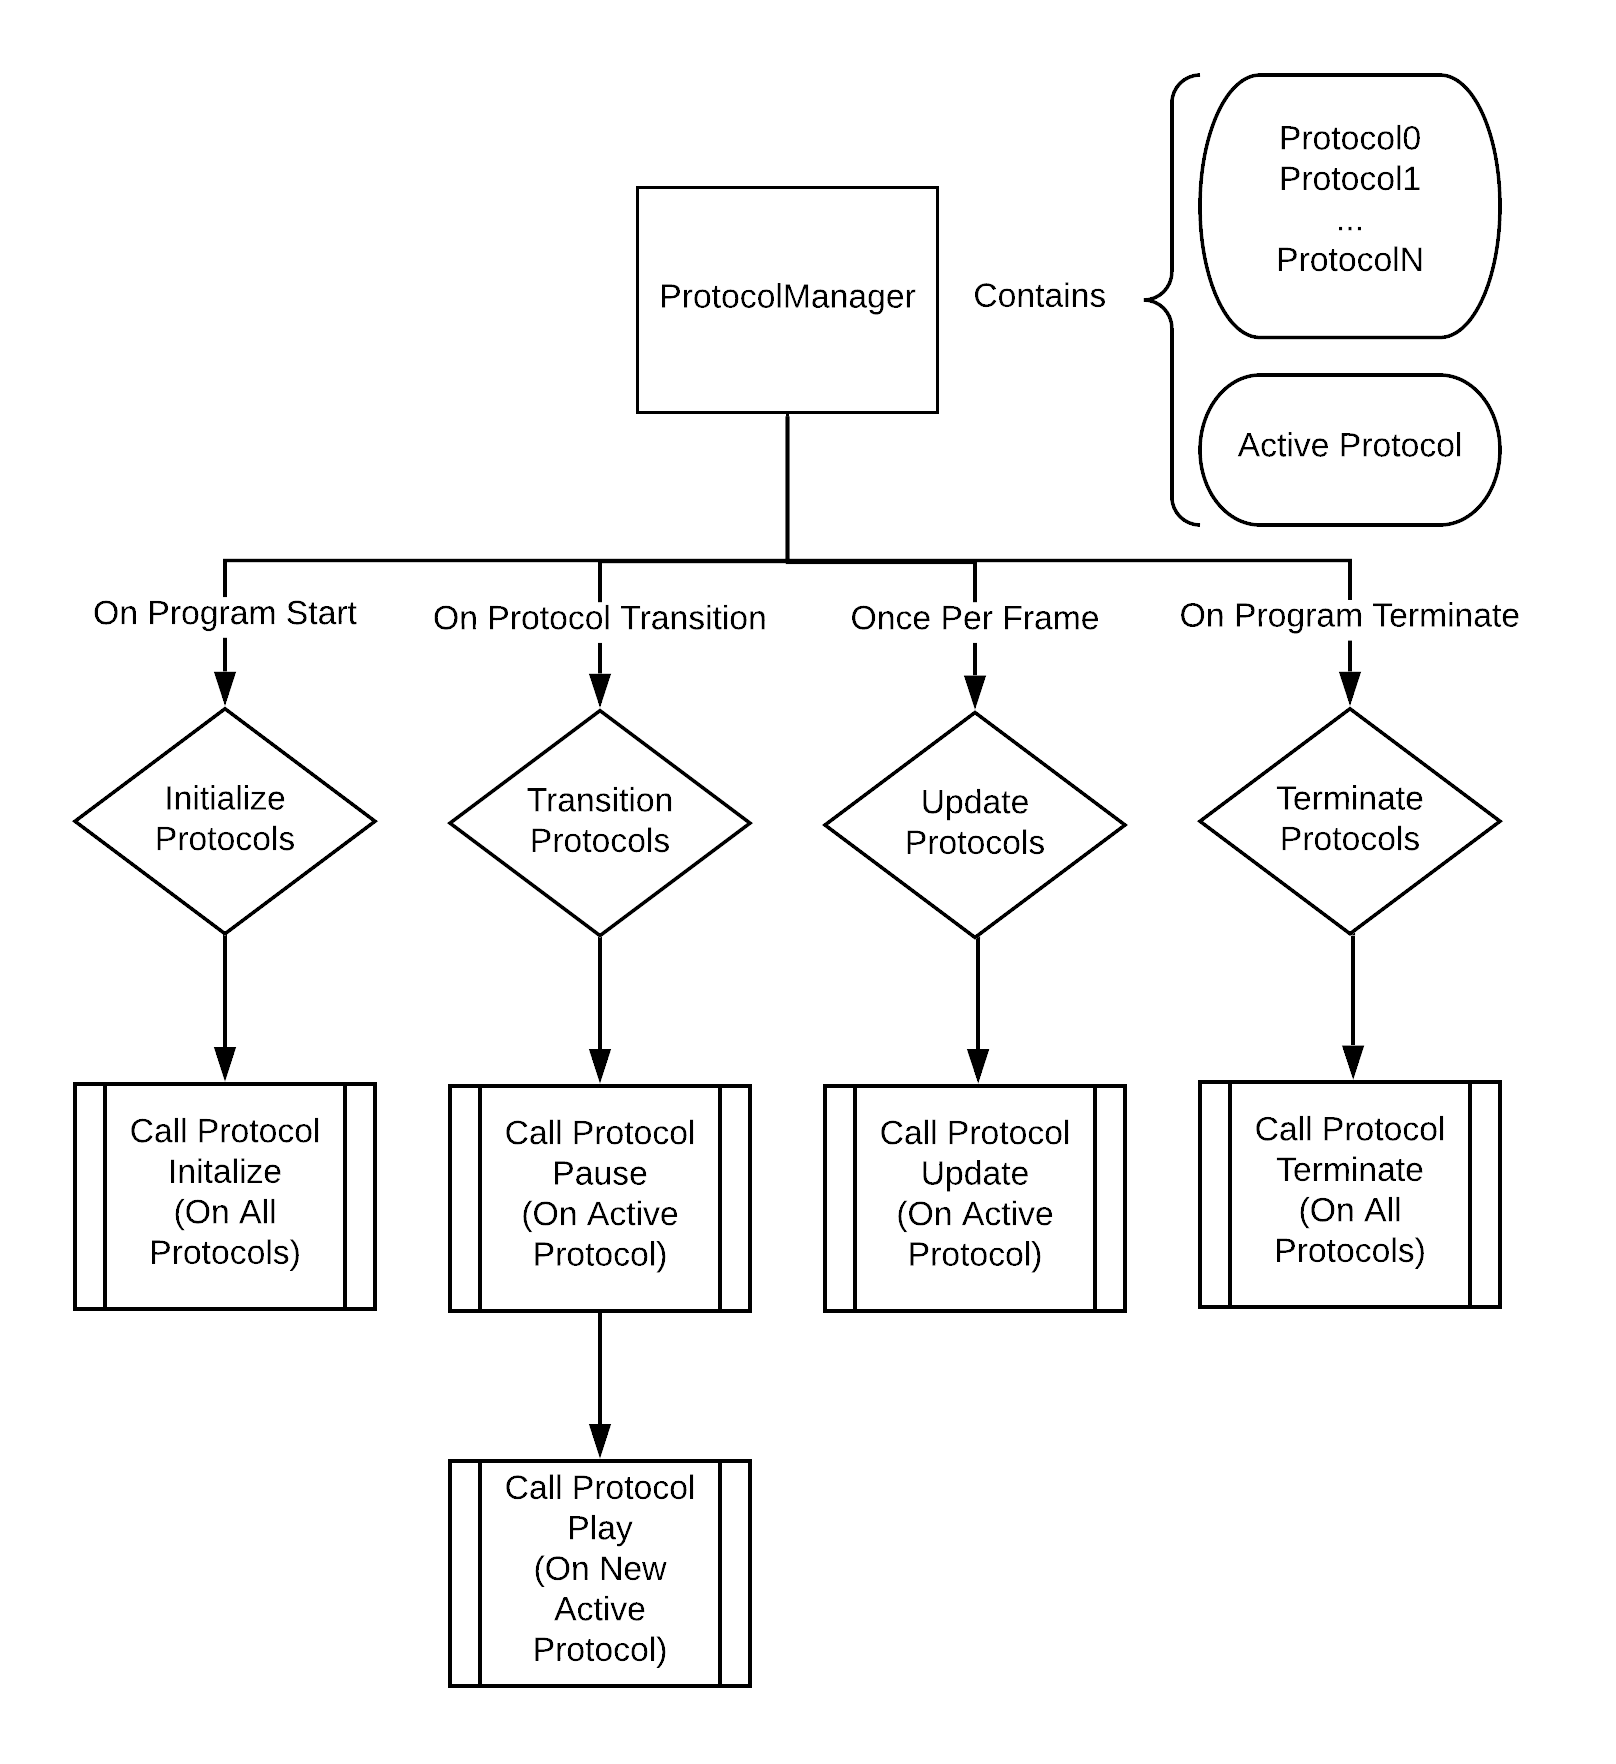 Protocol0
Protocol1
...
ProtocolN
ProtocolManager
Contains
Active Protocol
On Program Start
On Protocol Transition
Once Per Frame
On Program Terminate
Initialize
Protocols
Transition
Protocols
Update
Protocols
Terminate
Protocols
Call Protocol
Initalize
(On All
Protocols)
Call Protocol
Pause
(On Active
Protocol)
Call Protocol
Update
(On Active
Protocol)
Call Protocol
Terminate
(On All
Protocols)
Call Protocol
Play
(On New
Active
Protocol)